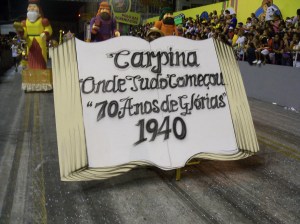 Carpina
Onde Tudo Começou
"70 Anos de Glórias"
1940